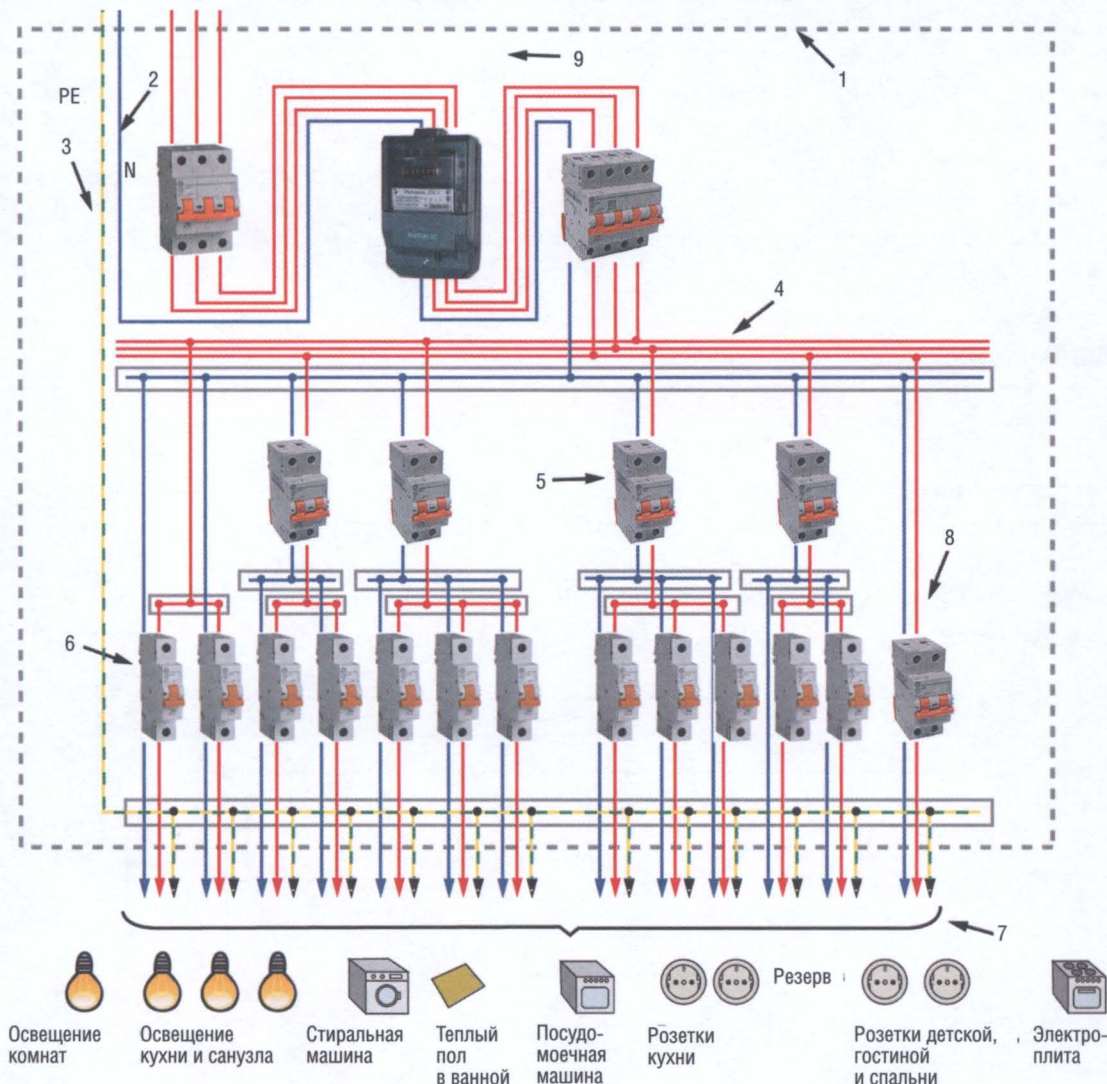 9
1
2
PE
3
N
4
5
8
6
7
Резерв
Освещение
комнат
Освещение
кухни и санузла
Стиральная
машина
Теплый
пол
в ванной
Посудо-
моечная
машина
Розетки
кухни
Розетки детской,
гостиной
и спальни
Электро-
плита